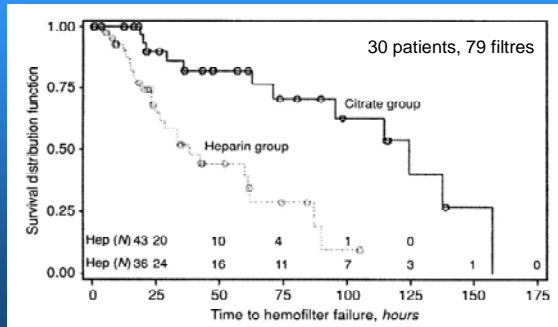 30 patients, 79 filtres
Survival distribution function
1.00
0.75
0.50
0.25
0.00
Citrate group
Heparin group
Hep (N) 43 20 10 4 1 0
Hep (N) 36 24 16 11 7 3 1 0
0 25 50 75 100 125 150 175
Time to hemofilter failure, hours